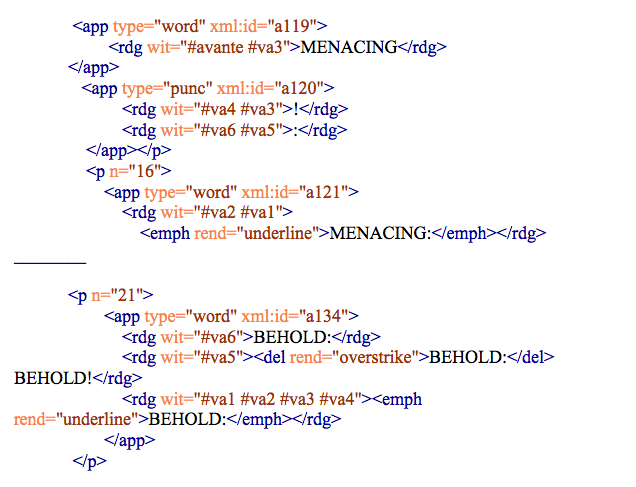 <app type="word" xml:id="a119">
<rdg wit="#avante #va3">MENACING</rdg>
</app>
<app type="punc" xml:id="a120">
<rdg wit="#va4 #va3">!</rdg>
<rdg wit="#va6 #va5">:</rdg>
</app></p>
<p n="16">
<app type="word" xml:id="a121">
<rdg wit="#va2 #va1">
<emph rend="underline">MENACING:</emph></rdg>
________
<p n="21">
<app type="word" xml:id="a134">
<rdg wit="#va6">BEHOLD:</rdg>
<rdg wit="#va5"><del rend="overstrike">BEHOLD:</del>
BEHOLD!</rdg>
<rdg wit="#va1 #va2 #va3 #va4"><emph
rend="underline">BEHOLD:</emph></rdg>
</app>
</p>